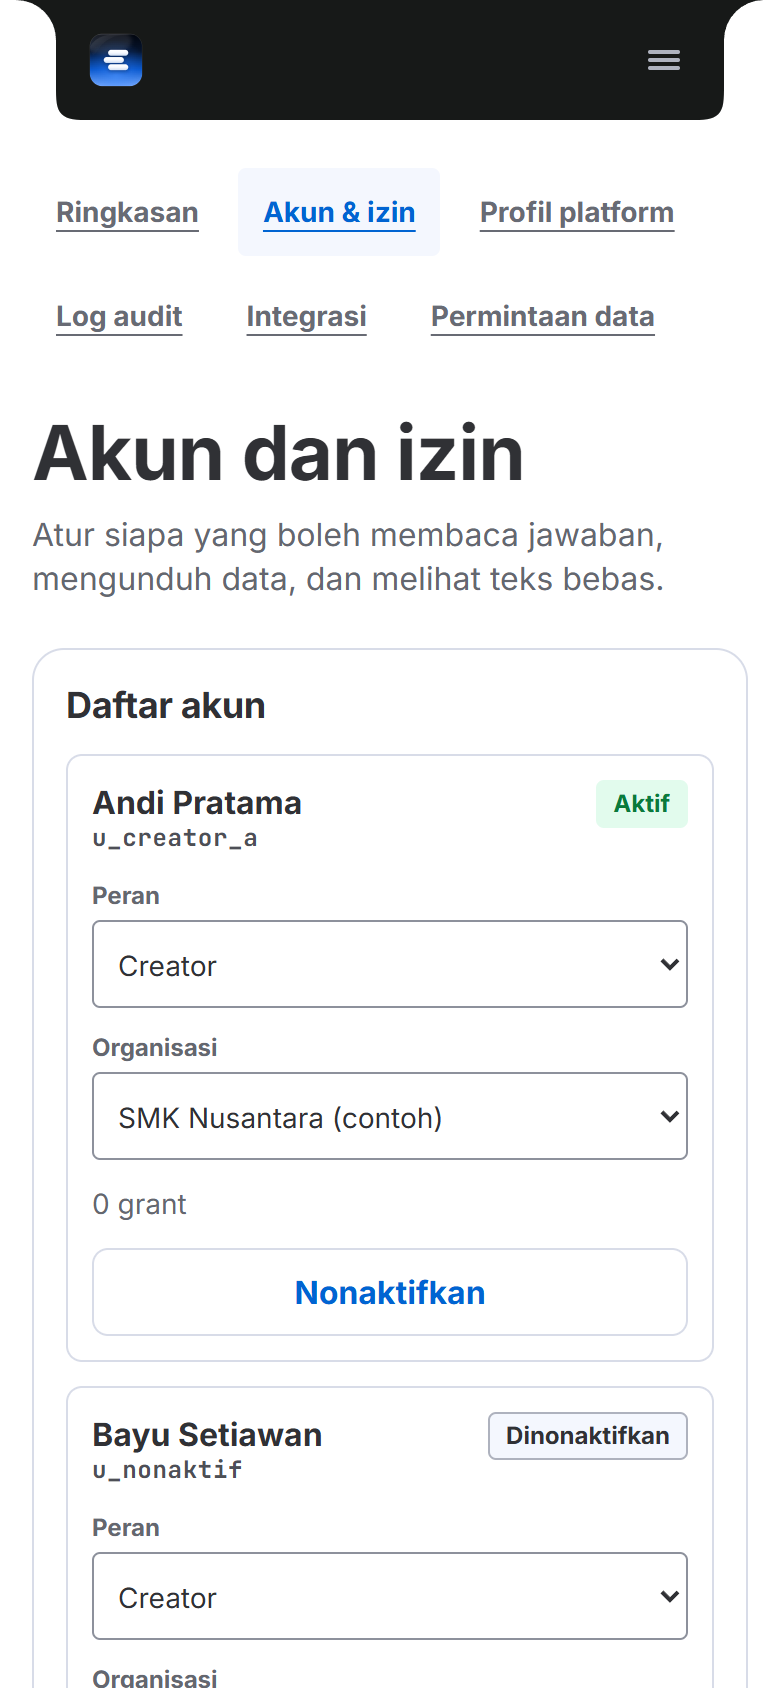 Ringkasan Akun & izin Profil platform
Log audit Integrasi Permintaan data
Akun dan izin
Atur siapa yang boleh membaca jawaban,
mengunduh data, dan melihat teks bebas.
Daftar akun
Andi Pratama Aktif
u_creator_a
Peran
Creator
Organisasi
SMK Nusantara (contoh)
0 grant
Nonaktifkan
Bayu Setiawan Dinonaktifkan
u_nonaktif
Peran
Creator
Organisasi